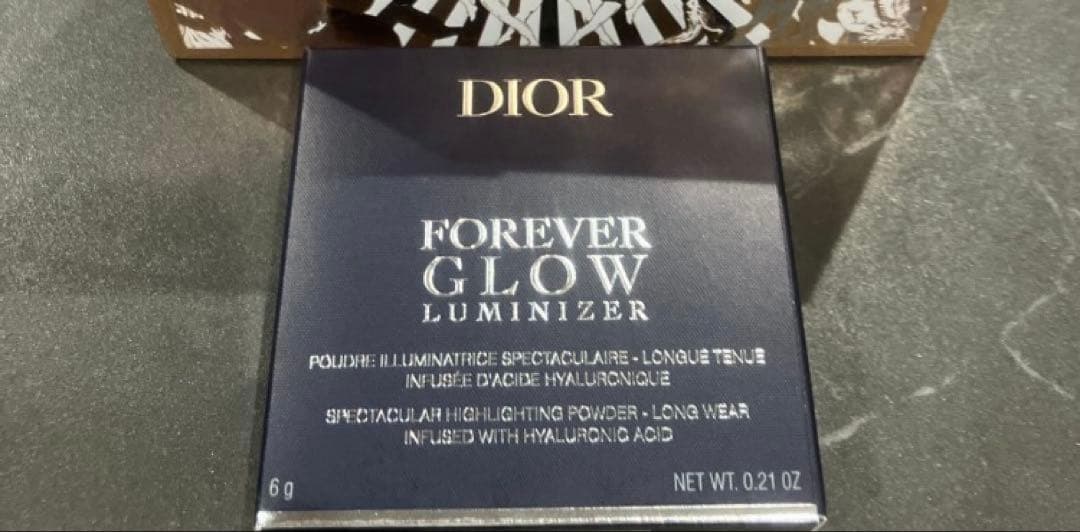 DIOR
FOREVER
GLOW
LUMINIZER
POUDRE ILLUMINATRICE SPECTACULAIRE - LONGUE TENUE
INFUSÉE D'ACIDE HYALURONIQUE
SPECTACULAR HIGHLIGHTING POWDER - LONG WEAR
INFUSED WITH HYALURONIC ACID
6 g
NET WT. 0.21 OZ